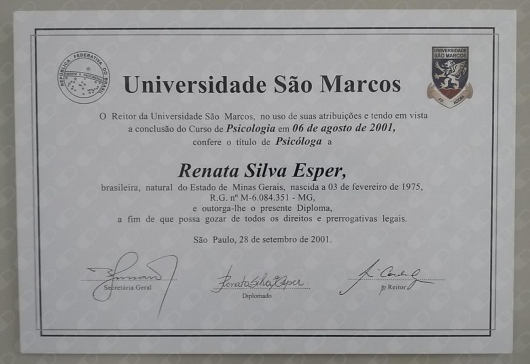 REPÚBLICA FEDERATIVA DO BRASIL
UNIVERSIDADE
SÃO MARCOS
Universidade São Marcos
O Reitor da Universidade São Marcos, no uso de suas atribuições e tendo em vista
a conclusão do Curso de Psicologia em 06 de agosto de 2001,
confere o título de Psicóloga a
Renata Silva Esper,
brasileira, natural do Estado de Minas Gerais, nascida a 03 de fevereiro de 1975,
R.G. nº M-6.084.351 - MG,
e outorga-lhe o presente Diploma,
a fim de que possa gozar de todos os direitos e prerrogativas legais.
São Paulo, 28 de setembro de 2001.
Renata Silva Esper
Secretária Geral
Diplomado
p/ Reitor